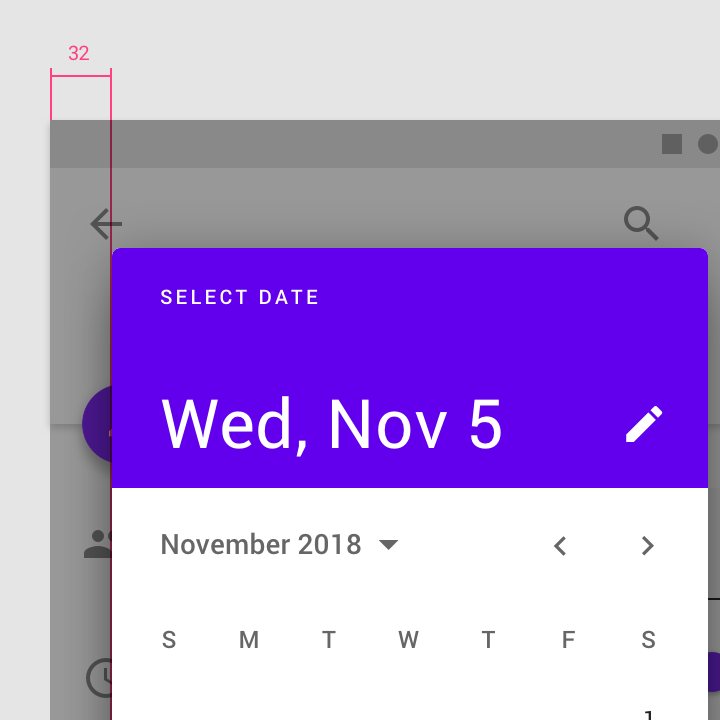 32
SELECT DATE
Wed, Nov 5
November 2018
S M T W T F S
1